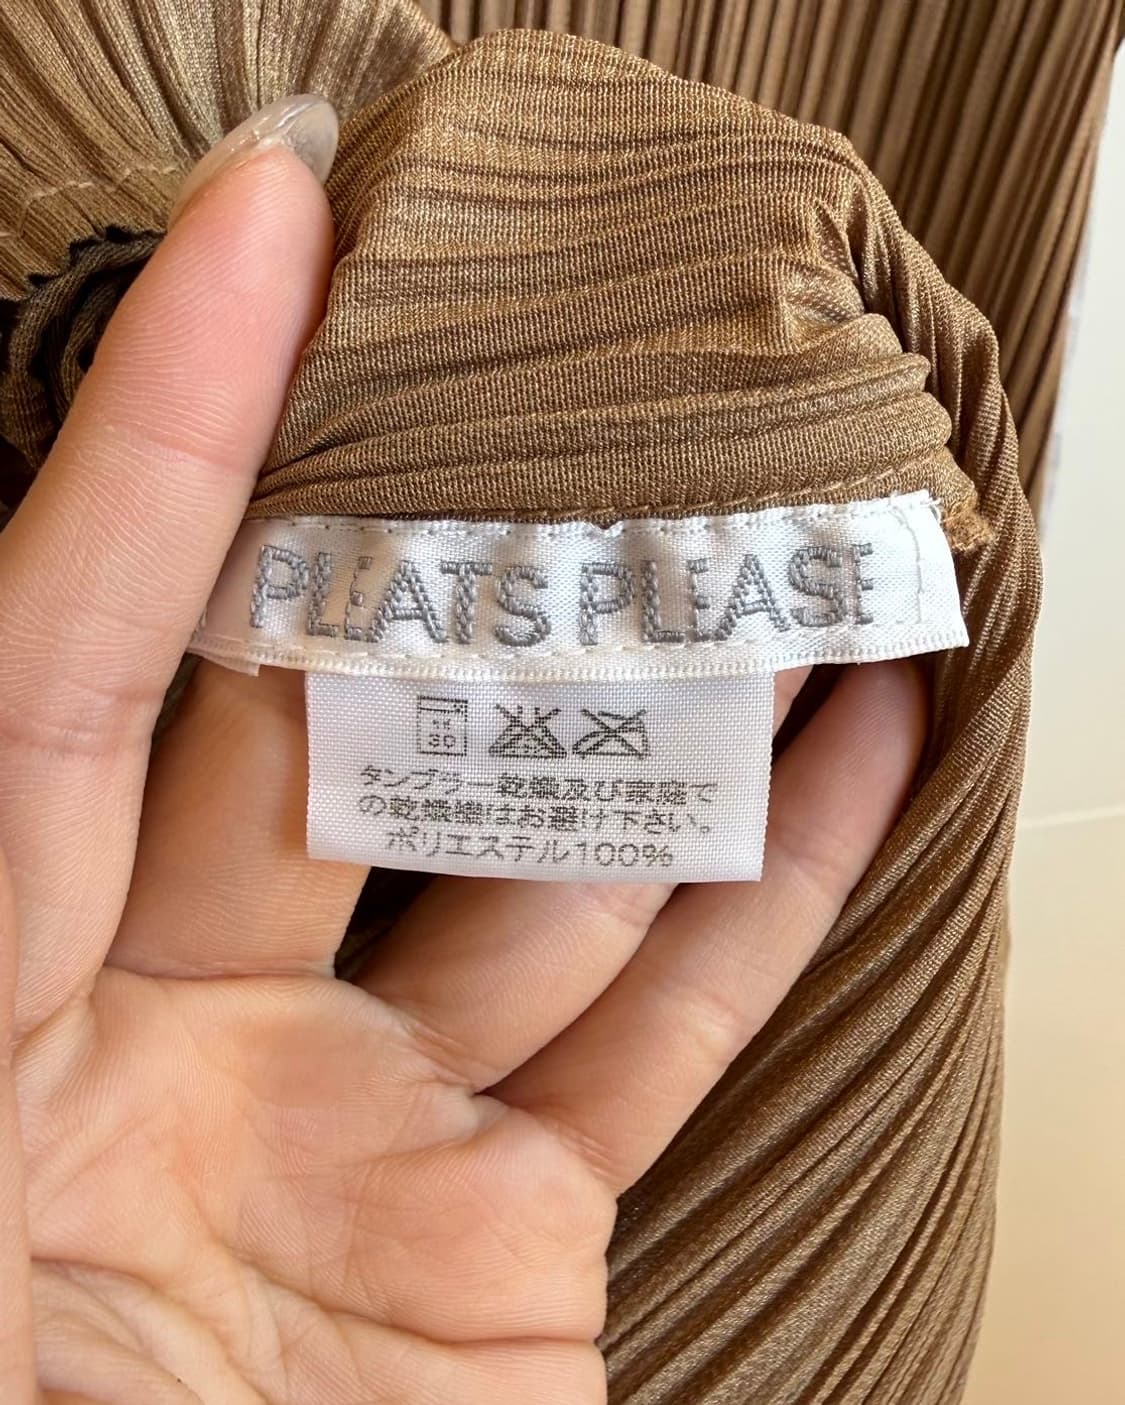 PLEATS PLEASE
タンブラー乾燥及び家庭で
の乾燥機はお避け下さい。
ポリエステル100%